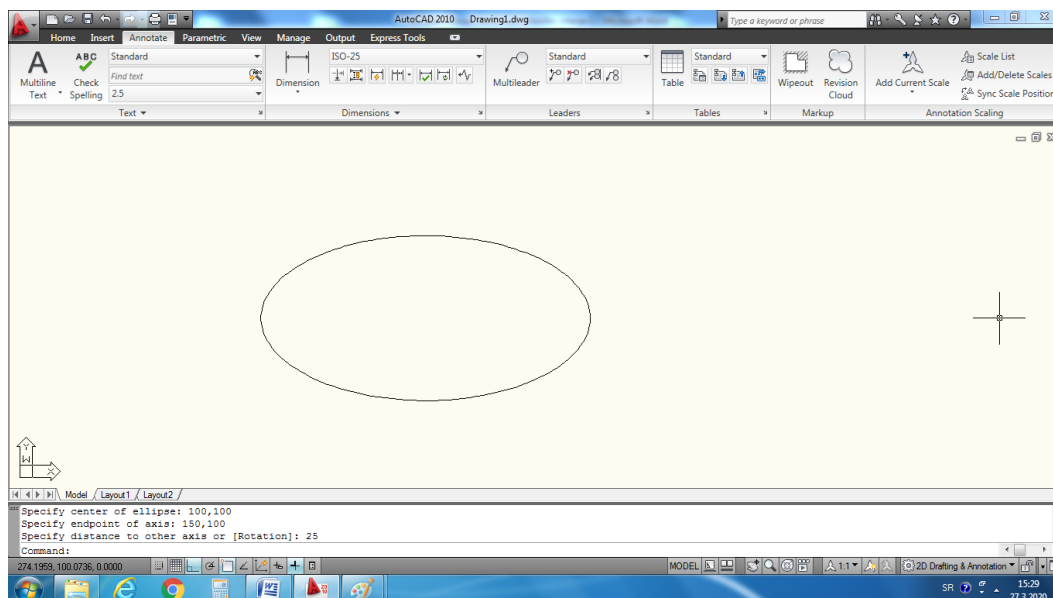 AutoCAD 2010 Drawing1.dwg Type a keyword or phrase
Home Insert Annotate Parametric View Manage Output Express Tools
Multiline Text
ABC
Check Spelling
Standard
Find text
2.5
Text
Dimension
ISO-25
Dimensions
Multileader
Standard
Leaders
Table
Standard
Tables
Wipeout
Revision Cloud
Markup
Add Current Scale
Scale List
Add/Delete Scales
Sync Scale Position
Annotation Scaling
Y
W
X
Model Layout1 Layout2
Specify center of ellipse: 100,100
Specify endpoint of axis: 150,100
Specify distance to other axis or [Rotation]: 25
Command:
274.1959, 100.0736, 0.0000 MODEL 1:1 2D Drafting & Annotation
SR 15:29
27.3.2020